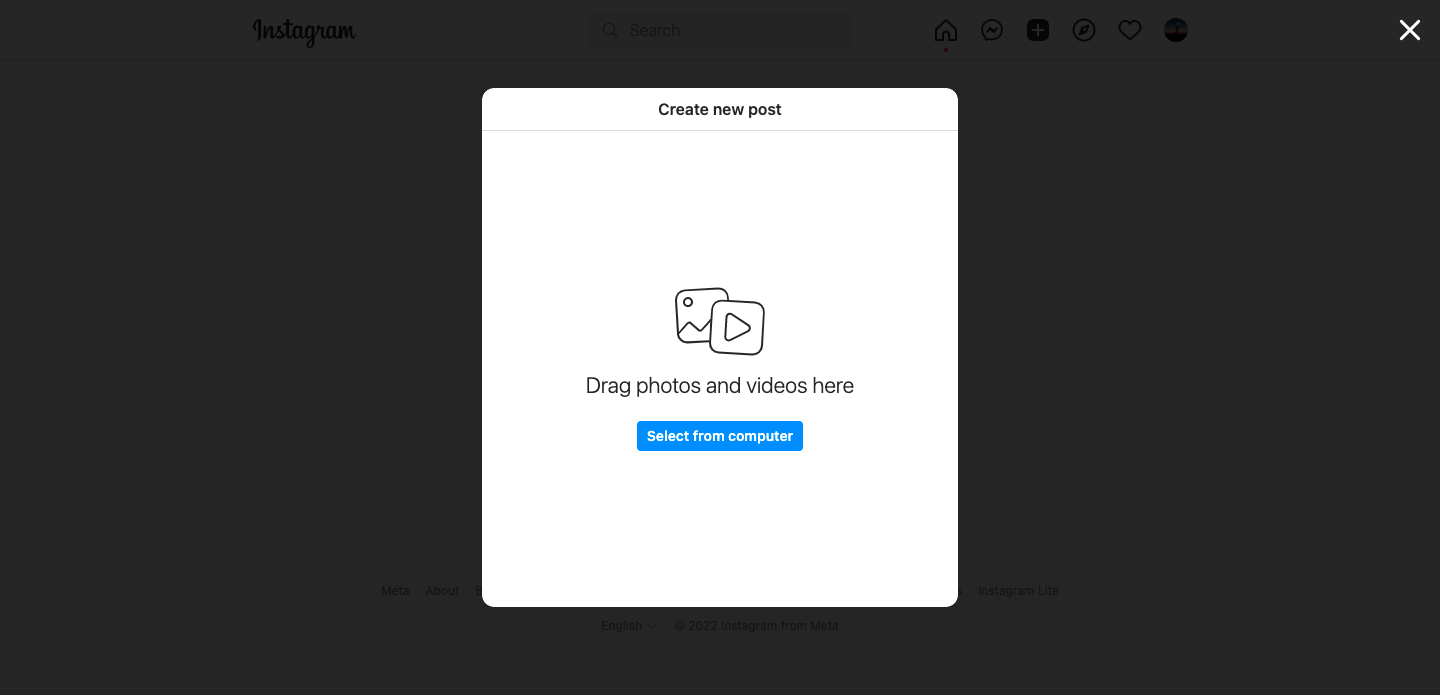 Instagram
Search
Create new post
Drag photos and videos here
Select from computer
Meta About Instagram Lite
English © 2022 Instagram from Meta